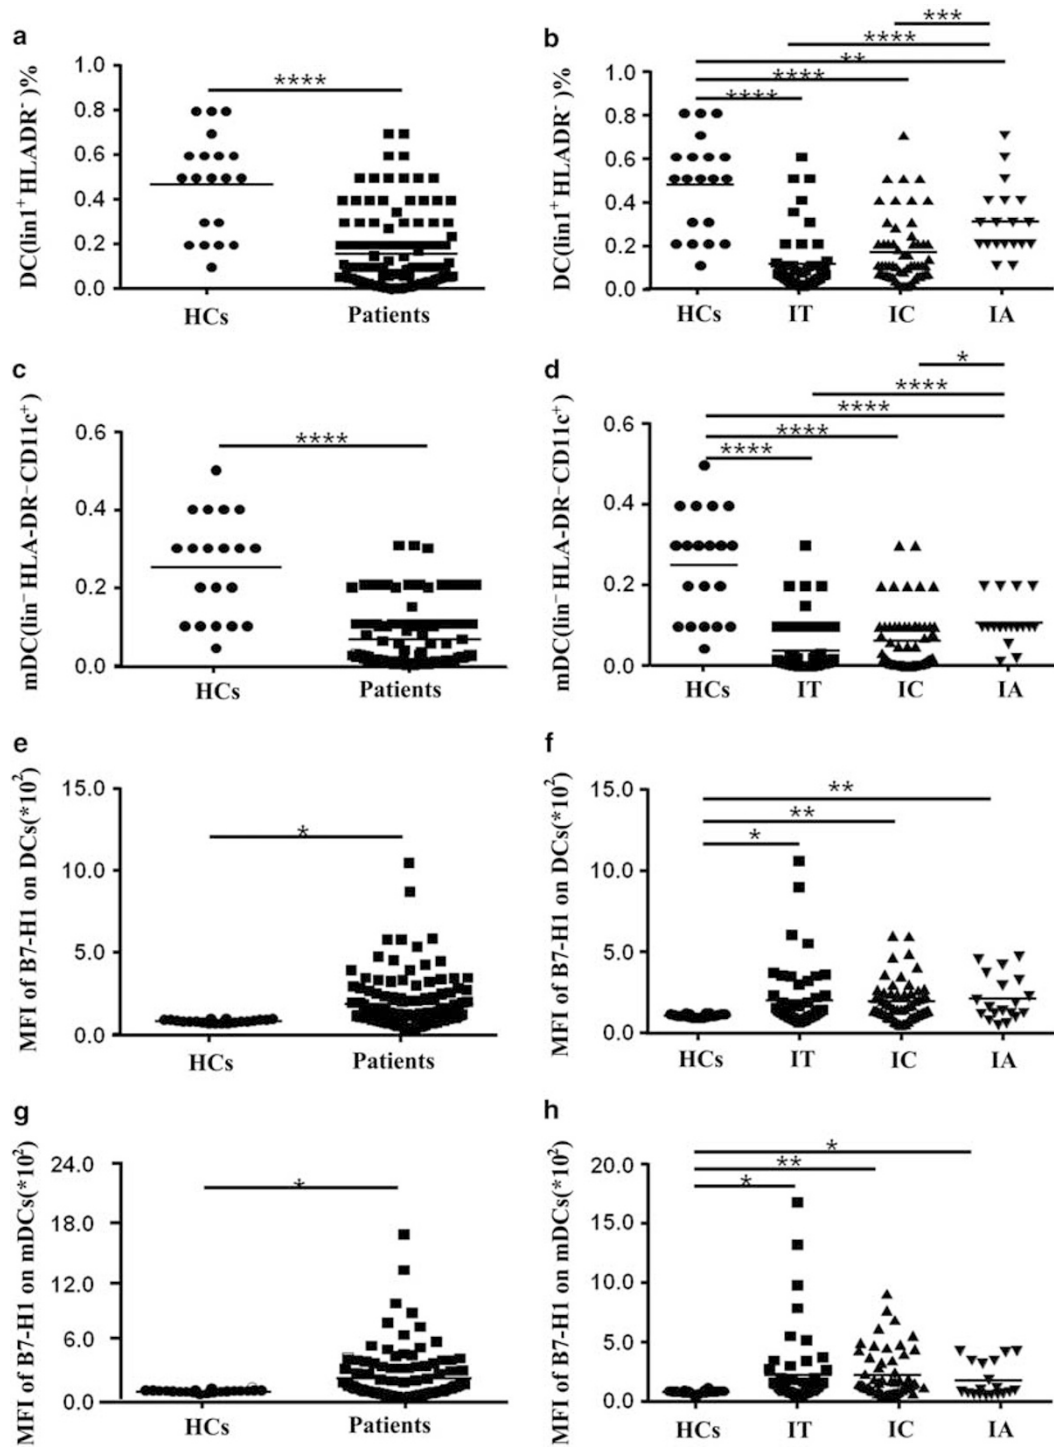 a
DC(lin1⁺HLADR⁻)%
1.0
0.8
0.6
0.4
0.2
0.0
****
HCs
Patients
b
DC(lin1⁺HLADR⁻)%
1.0
0.8
0.6
0.4
0.2
0.0
***
****
**
****
****
HCs
IT
IC
IA
c
mDC(lin⁻HLA-DR⁻CD11c⁺)
0.6
0.4
0.2
0.0
****
HCs
Patients
d
mDC(lin⁻HLA-DR⁻CD11c⁺)
0.6
0.4
0.2
0.0
*
****
****
****
****
HCs
IT
IC
IA
e
MFI of B7-H1 on DCs(*10²)
15.0
10.0
5.0
0.0
*
HCs
Patients
f
MFI of B7-H1 on DCs(*10²)
15.0
10.0
5.0
0.0
**
**
*
HCs
IT
IC
IA
g
MFI of B7-H1 on mDCs(*10²)
24.0
18.0
12.0
6.0
0.0
*
HCs
Patients
h
MFI of B7-H1 on mDCs(*10²)
20.0
15.0
10.0
5.0
0.0
*
**
*
HCs
IT
IC
IA